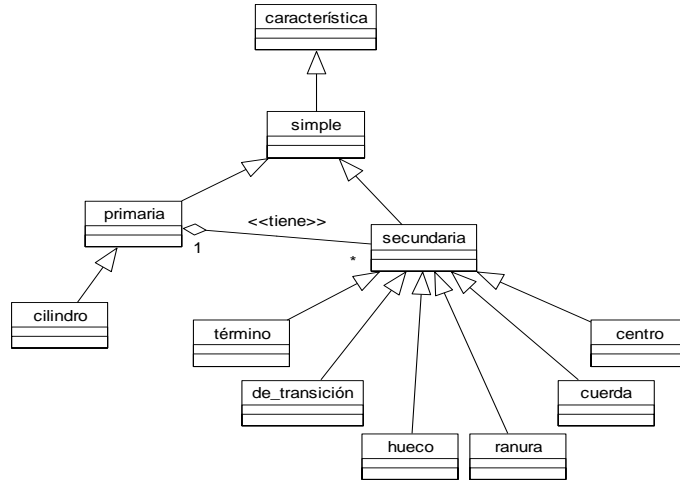 característica
simple
primaria
<<tiene>>
secundaria
1
*
cilindro
término
centro
de_transición
cuerda
hueco
ranura